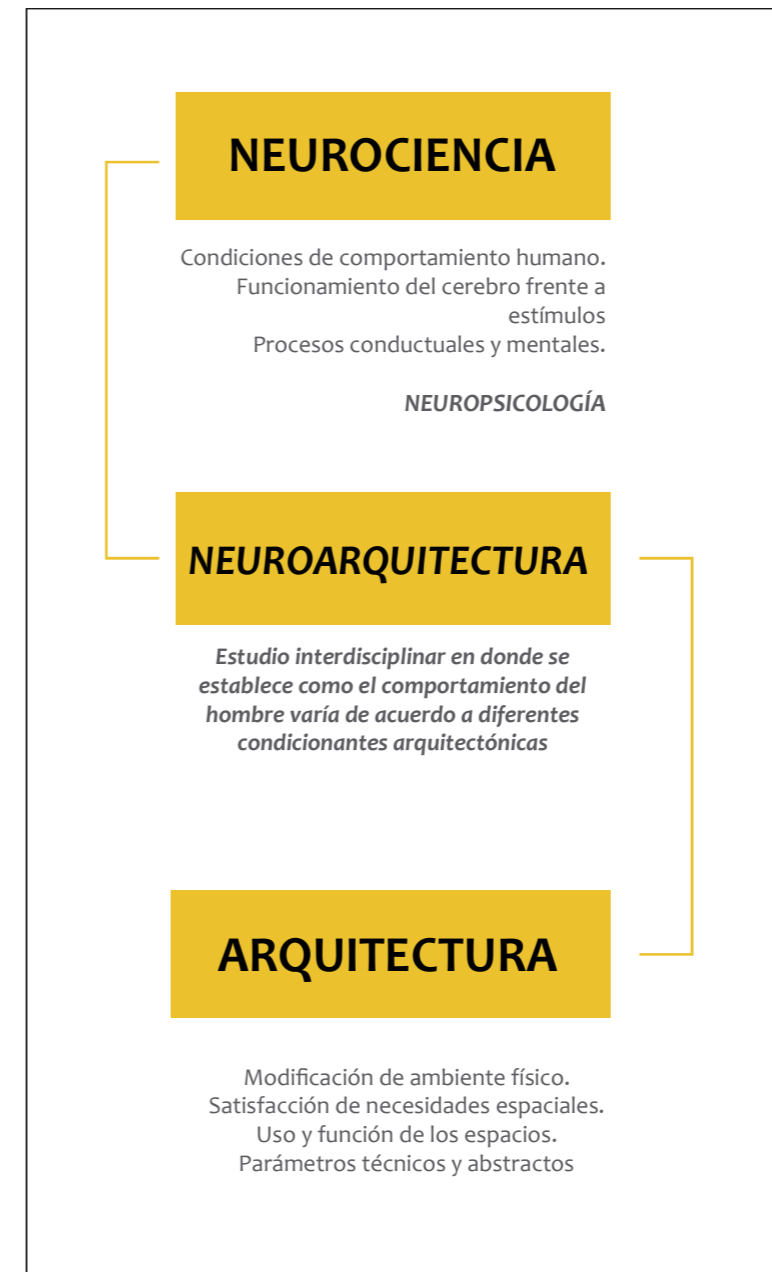 NEUROCIENCIA
Condiciones de comportamiento humano.
Funcionamiento del cerebro frente a
estímulos
Procesos conductuales y mentales.
NEUROPSICOLOGÍA
NEUROARQUITECTURA
Estudio interdisciplinar en donde se
establece como el comportamiento del
hombre varía de acuerdo a diferentes
condicionantes arquitectónicas
ARQUITECTURA
Modificación de ambiente físico.
Satisfacción de necesidades espaciales.
Uso y función de los espacios.
Parámetros técnicos y abstractos